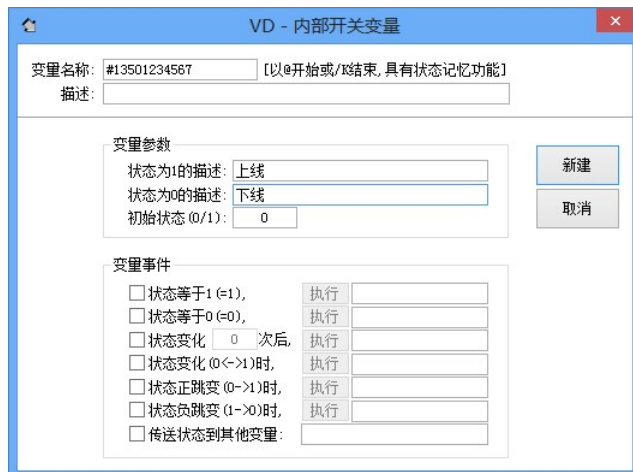 VD - 内部开关变量
变量名称: #13501234567 [以@开始或/K结束,具有状态记忆功能]
描述:
变量参数
状态为1的描述: 上线
状态为0的描述: 下线
初始状态(0/1): 0
新建
取消
变量事件
状态等于1(=1), 执行
状态等于0(=0), 执行
状态变化 0 次后, 执行
状态变化(0<->1)时, 执行
状态正跳变(0->1)时, 执行
状态负跳变(1->0)时, 执行
传送状态到其他变量: